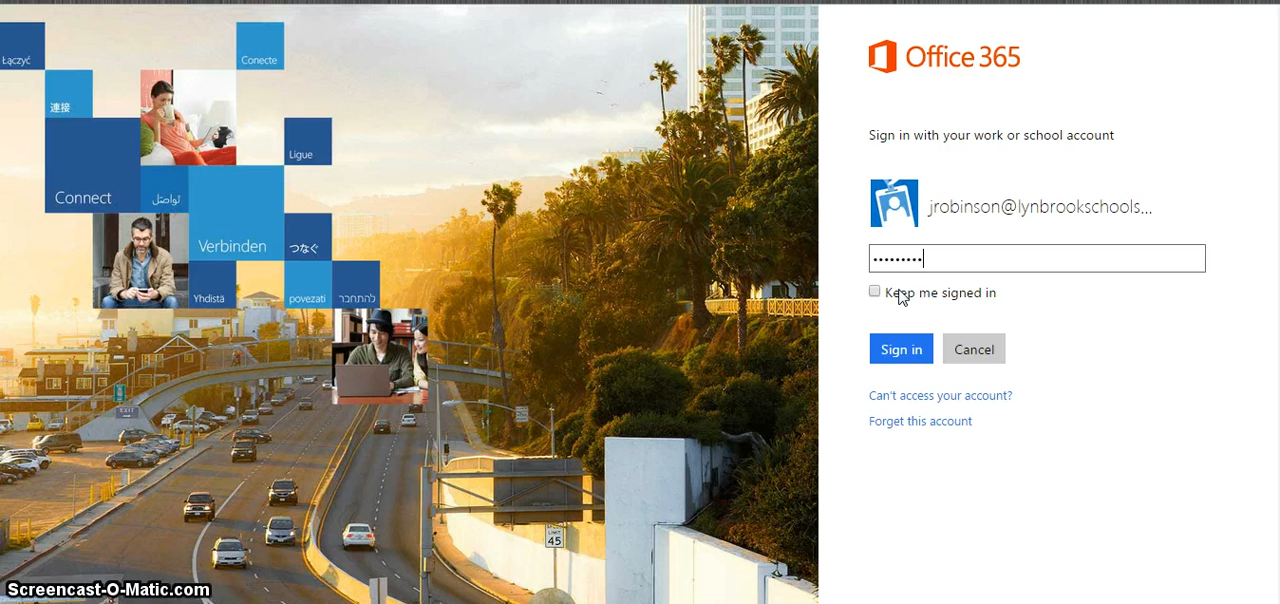 Łączyć
Conecte
連接
Ligue
Connect
تواصل
Verbinden
つなぐ
Yhdistä
povezati
להתחבר
EXIT
LIMIT
45
Screencast-O-Matic.com
Office 365
Sign in with your work or school account
jrobinson@lynbrookschools...
•••••••••
Keep me signed in
Sign in
Cancel
Can't access your account?
Forget this account